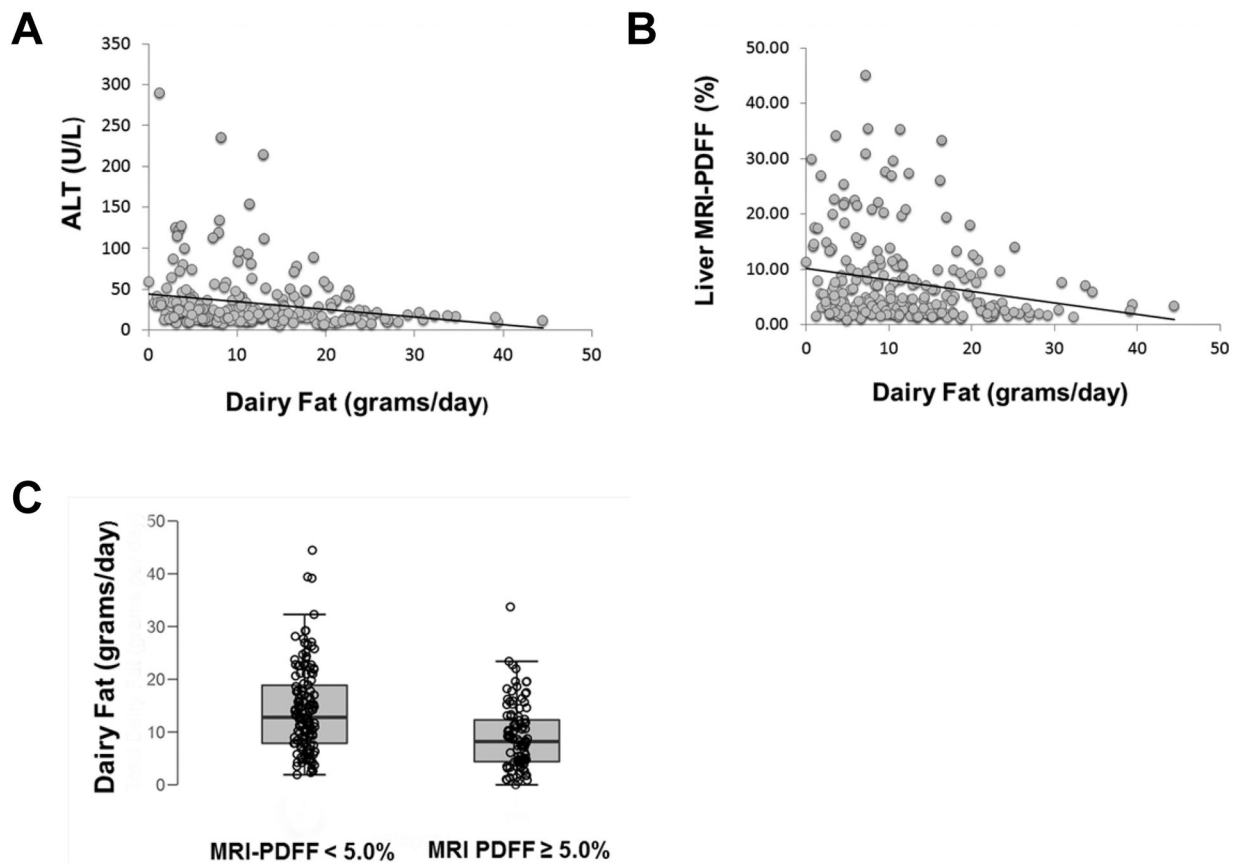 A
ALT (U/L)
350
300
250
200
150
100
50
0
0 10 20 30 40 50
Dairy Fat (grams/day)
B
Liver MRI-PDFF (%)
50.00
40.00
30.00
20.00
10.00
0.00
0 10 20 30 40 50
Dairy Fat (grams/day)
C
Dairy Fat (grams/day)
50
40
30
20
10
0
MRI-PDFF < 5.0% MRI PDFF ≥ 5.0%